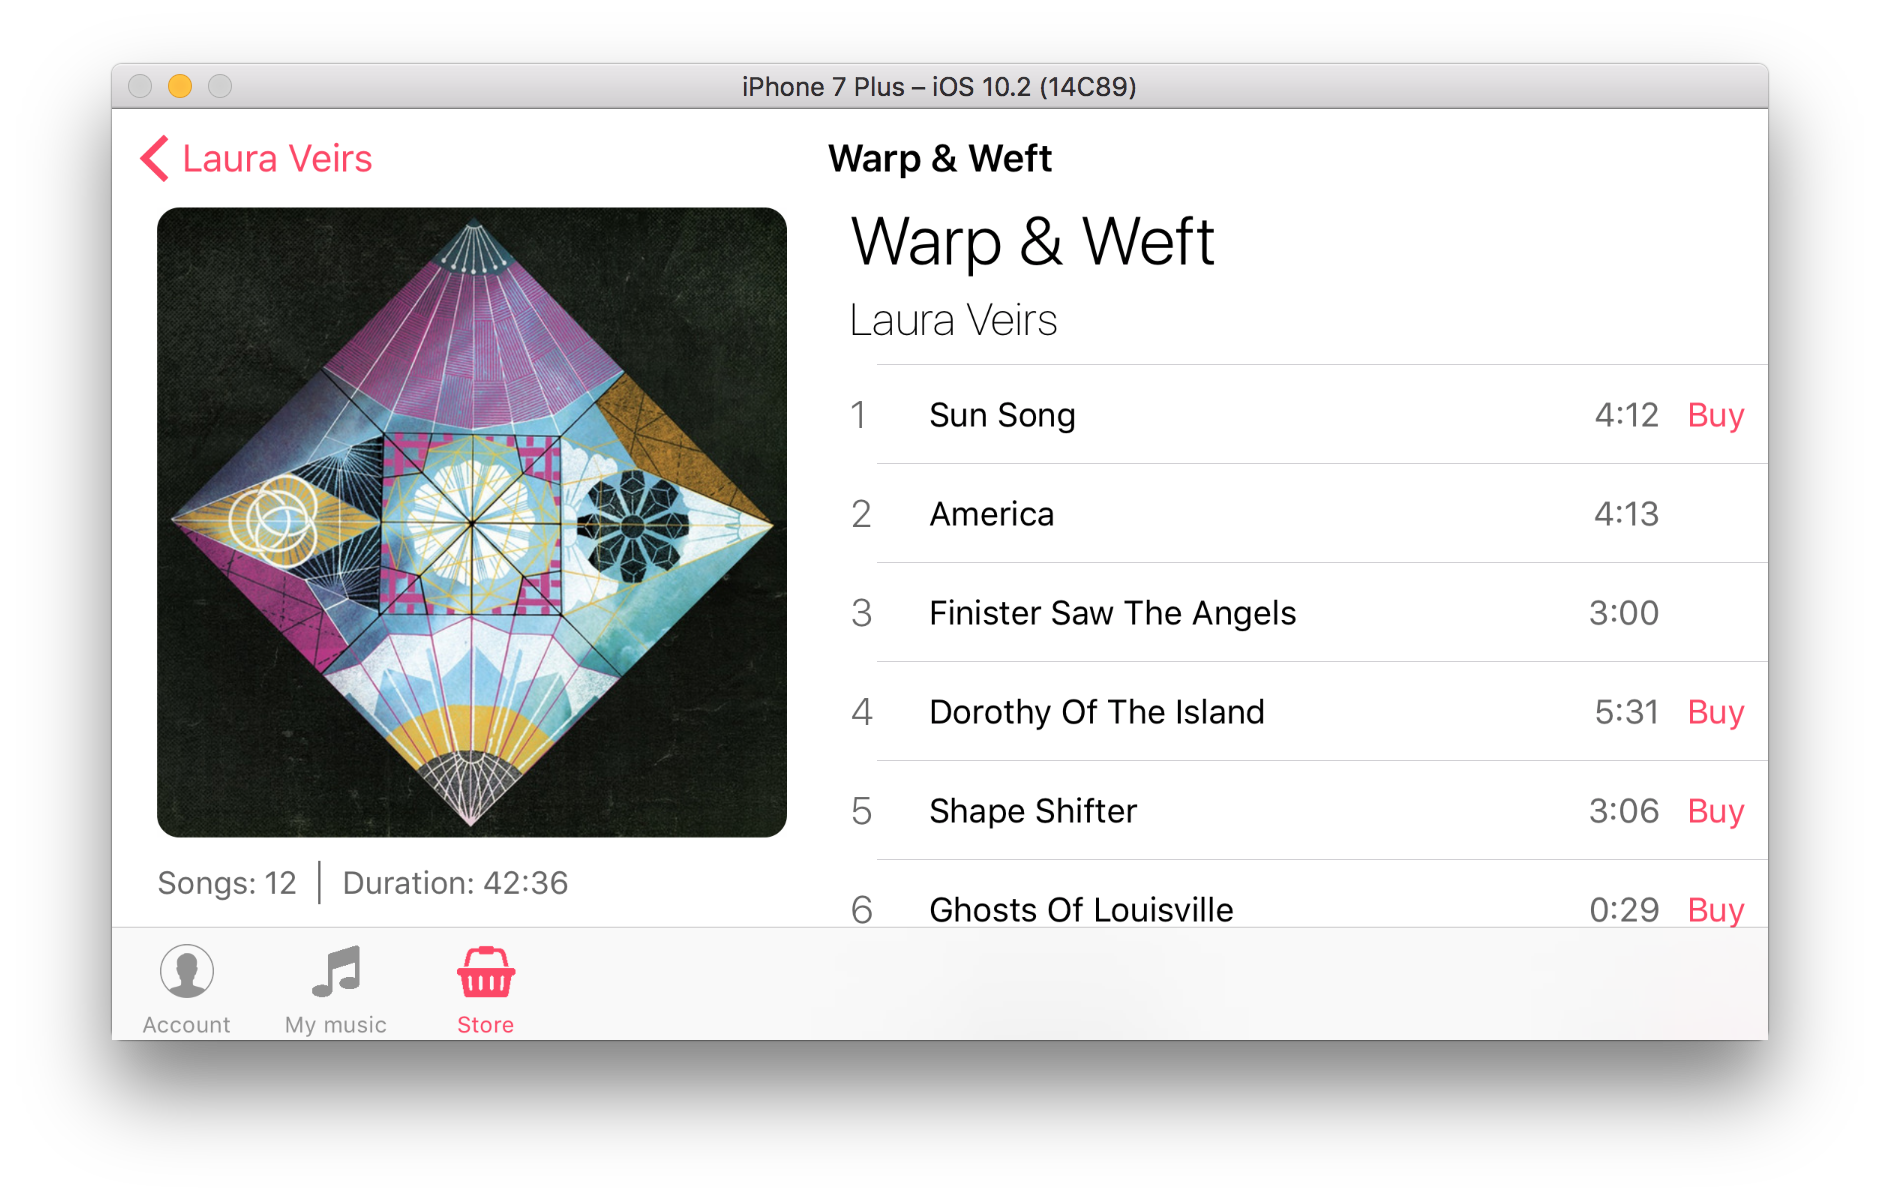 iPhone 7 Plus – iOS 10.2 (14C89)
Laura Veirs
Warp & Weft
Warp & Weft
Laura Veirs
1 Sun Song 4:12 Buy
2 America 4:13
3 Finister Saw The Angels 3:00
4 Dorothy Of The Island 5:31 Buy
5 Shape Shifter 3:06 Buy
6 Ghosts Of Louisville 0:29 Buy
Songs: 12 | Duration: 42:36
Account My music Store